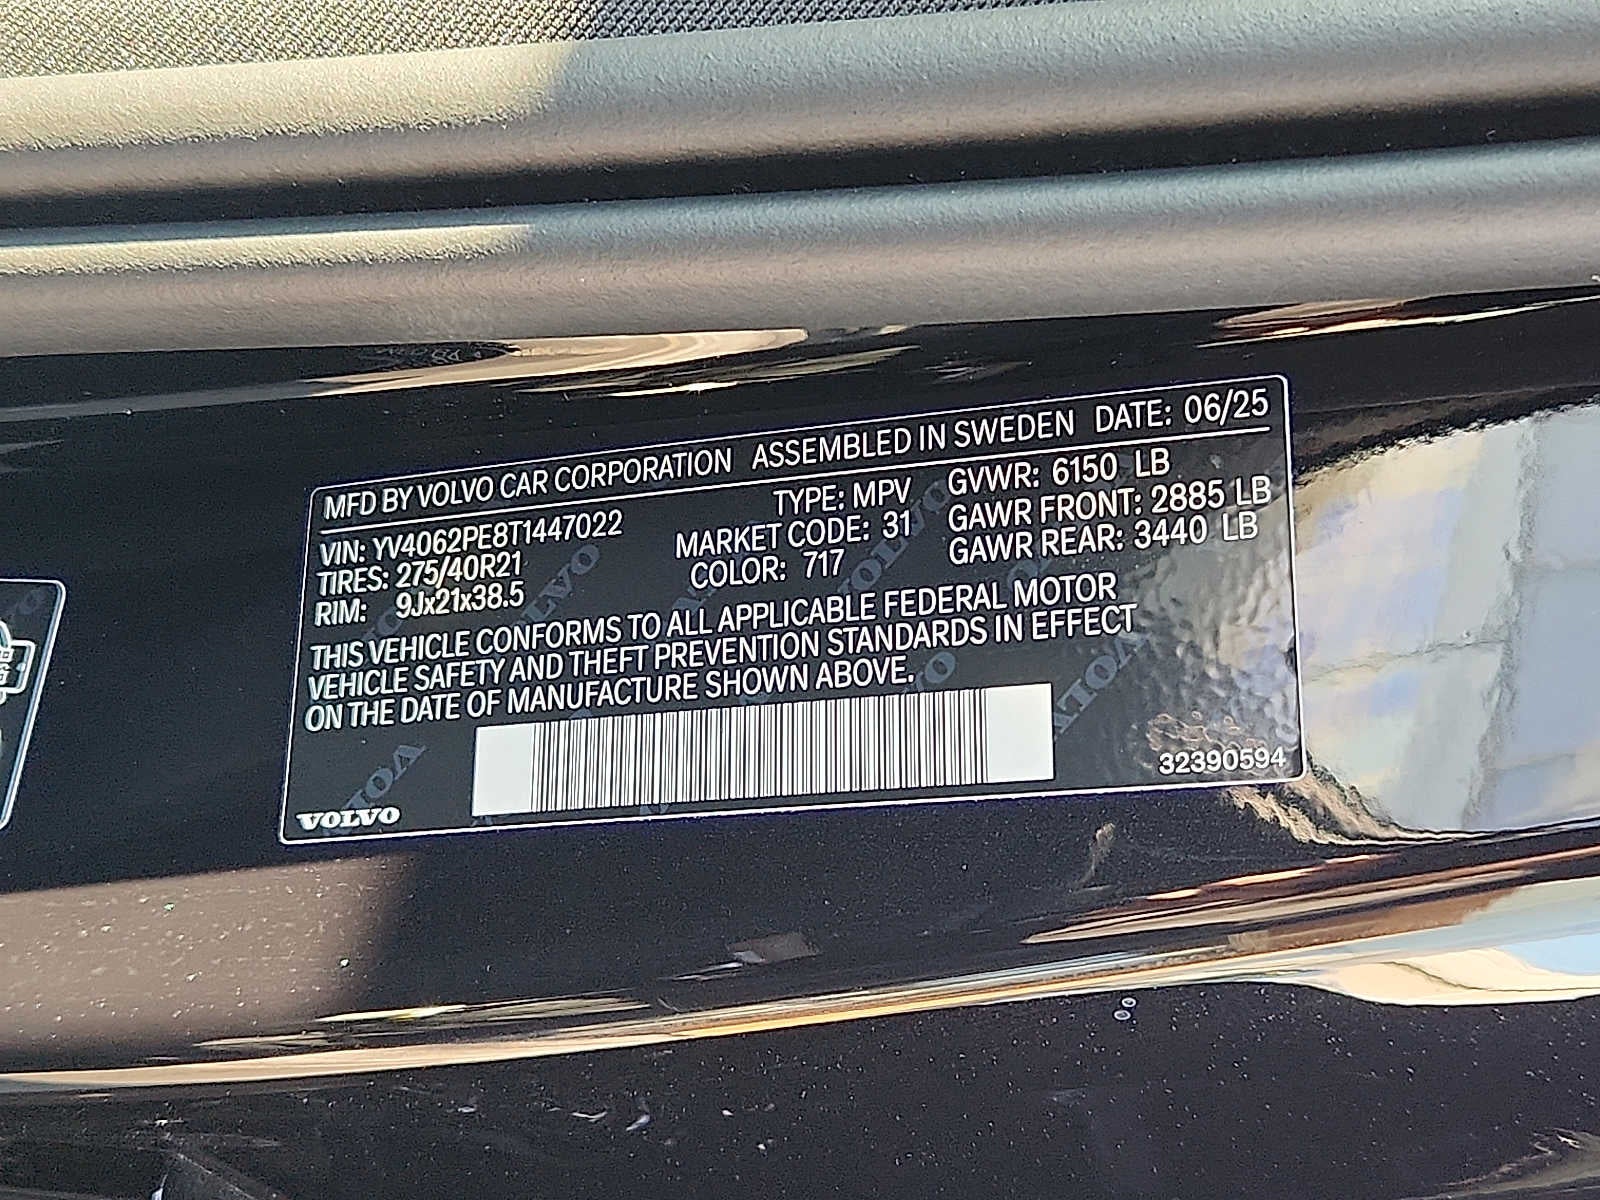 MFD BY VOLVO CAR CORPORATION ASSEMBLED IN SWEDEN DATE: 06/25
VIN: YV4062PE8T1447022 TYPE: MPV GVWR: 6150 LB
TIRES: 275/40R21 MARKET CODE: 31 GAWR FRONT: 2885 LB
RIM: 9Jx21x38.5 COLOR: 717 GAWR REAR: 3440 LB
THIS VEHICLE CONFORMS TO ALL APPLICABLE FEDERAL MOTOR
VEHICLE SAFETY AND THEFT PREVENTION STANDARDS IN EFFECT
ON THE DATE OF MANUFACTURE SHOWN ABOVE.
VOLVO 32390594